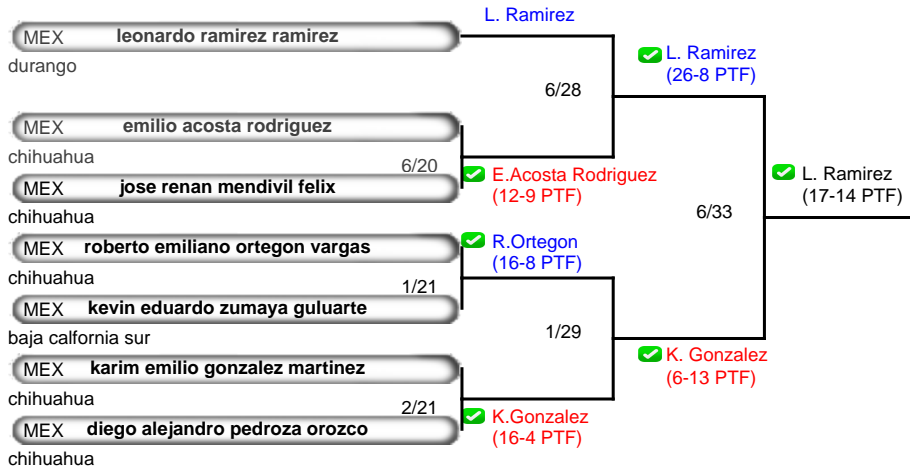 L. Ramirez
MEX leonardo ramirez ramirez
durango
L. Ramirez
(26-8 PTF)
6/28
MEX emilio acosta rodriguez
chihuahua
6/20
MEX jose renan mendivil felix
chihuahua
E.Acosta Rodriguez
(12-9 PTF)
L. Ramirez
(17-14 PTF)
6/33
MEX roberto emiliano ortegon vargas
chihuahua
R.Ortegon
(16-8 PTF)
1/21
MEX kevin eduardo zumaya guluarte
baja calfornia sur
1/29
K. Gonzalez
(6-13 PTF)
MEX karim emilio gonzalez martinez
chihuahua
2/21
MEX diego alejandro pedroza orozco
chihuahua
K.Gonzalez
(16-4 PTF)